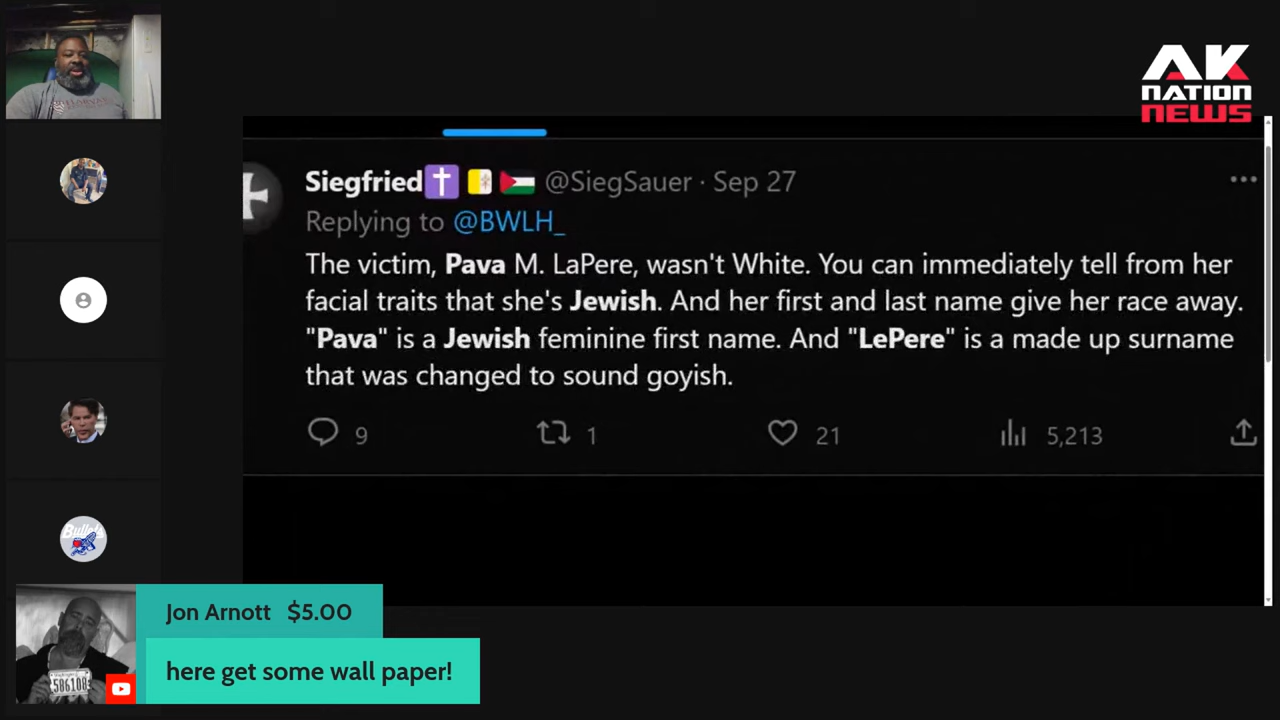 AK
NATION
NEWS
Siegfried @SiegSauer · Sep 27
Replying to @BWLH_
The victim, Pava M. LaPere, wasn't White. You can immediately tell from her
facial traits that she's Jewish. And her first and last name give her race away.
"Pava" is a Jewish feminine first name. And "LePere" is a made up surname
that was changed to sound goyish.
9 1 21 5,213
Bullets
Jon Arnott $5.00
here get some wall paper!
586108